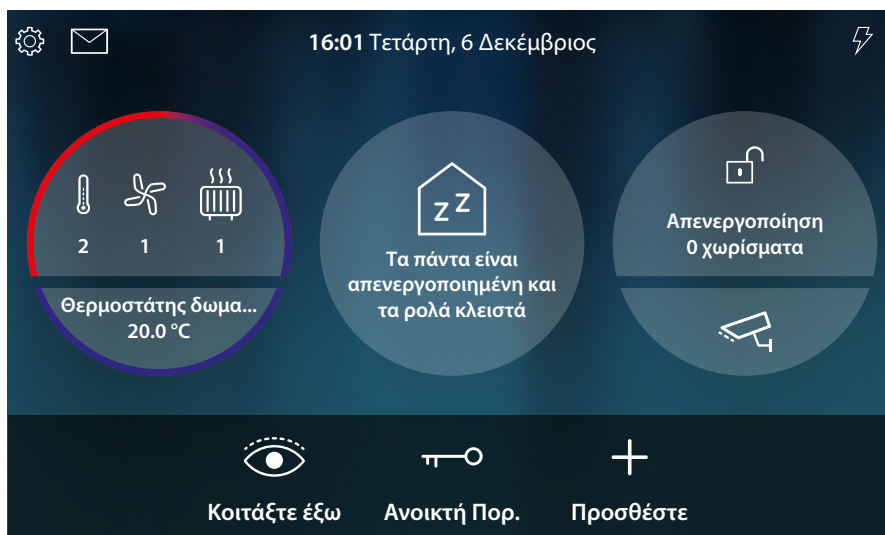 16:01 Τετάρτη, 6 Δεκέμβριος
2 1 1
Θερμοστάτης δωμα...
20.0 °C
z Z
Τα πάντα είναι
απενεργοποιημένη και
τα ρολά κλειστά
Απενεργοποίηση
0 χωρίσματα
Κοιτάξτε έξω
Ανοικτή Πορ.
Προσθέστε